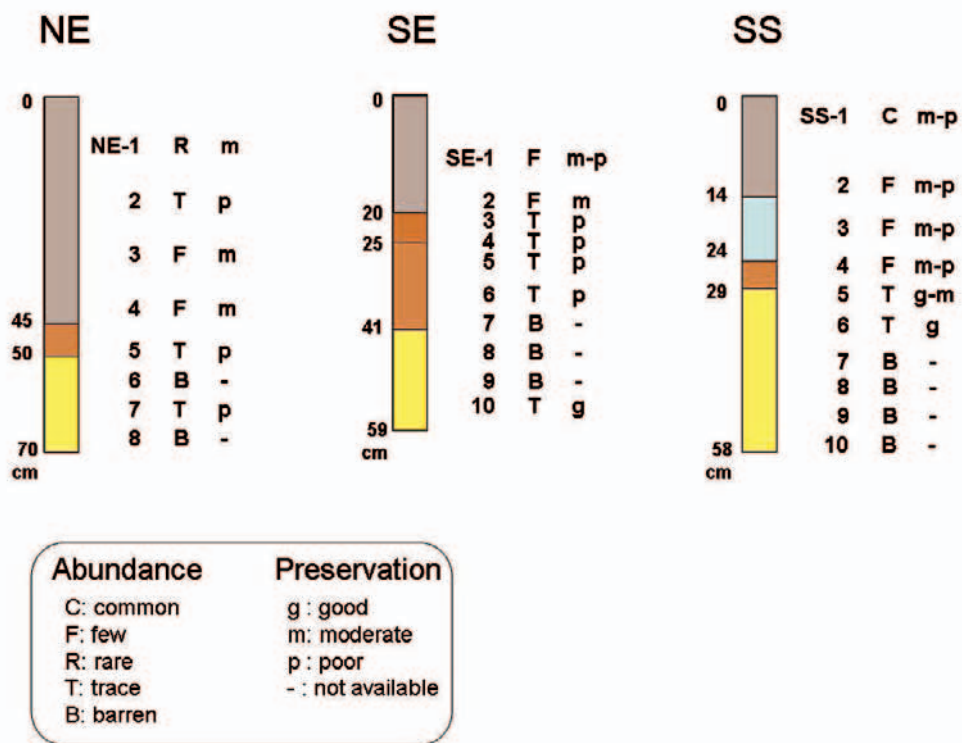 NE
0
NE-1 R m
2 T p
3 F m
4 F m
45
5 T p
50
6 B -
7 T p
8 B -
70
cm
SE
0
SE-1 F m-p
2 F m
20
3 T p
4 T p
25
5 T p
6 T p
41
7 B -
8 B -
9 B -
10 T g
59
cm
SS
0
SS-1 C m-p
2 F m-p
14
3 F m-p
24
4 F m-p
29
5 T g-m
6 T g
7 B -
8 B -
9 B -
10 B -
58
cm
Abundance
C: common
F: few
R: rare
T: trace
B: barren
Preservation
g : good
m: moderate
p : poor
- : not available